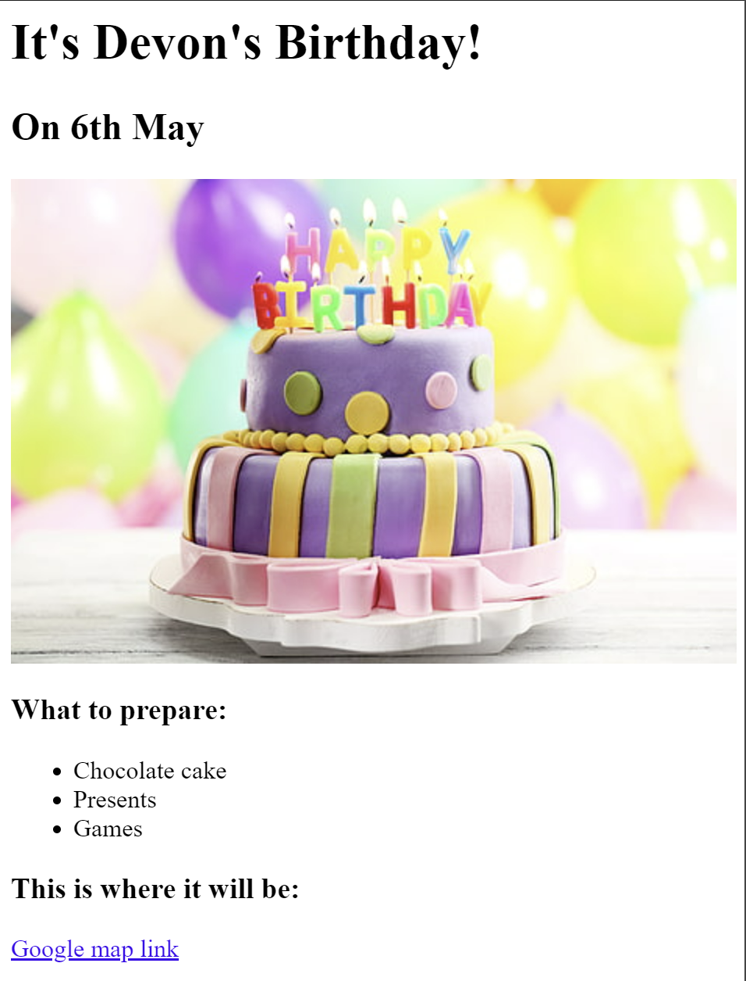 It's Devon's Birthday!
On 6th May
HAPPY
BIRTHDAY
What to prepare:
Chocolate cake
Presents
Games
This is where it will be:
Google map link